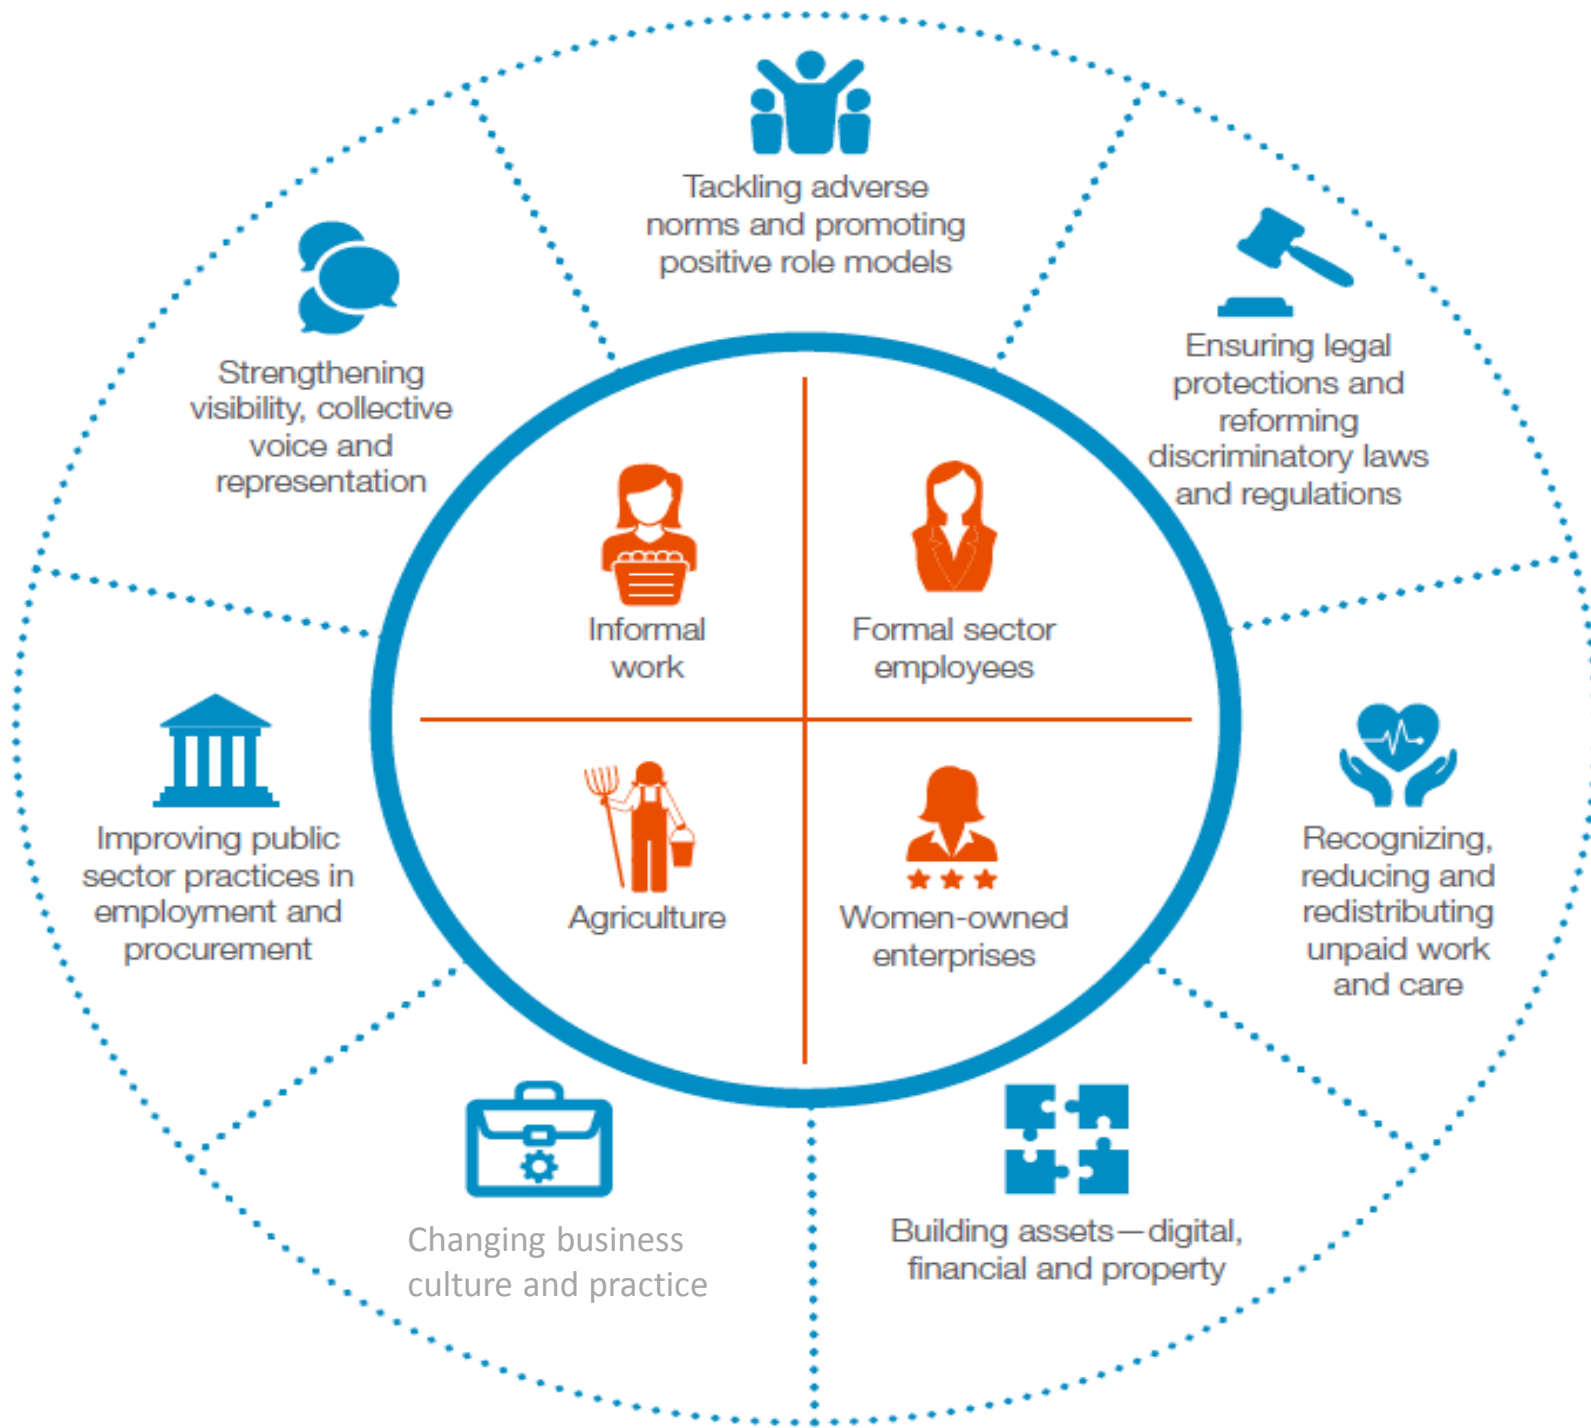 Tackling adverse
norms and promoting
positive role models
Ensuring legal
protections and
reforming
discriminatory laws
and regulations
Recognizing,
reducing and
redistributing
unpaid work
and care
Building assets—digital,
financial and property
Changing business
culture and practice
Improving public
sector practices in
employment and
procurement
Strengthening
visibility, collective
voice and
representation
Informal
work
Formal sector
employees
Agriculture
Women-owned
enterprises